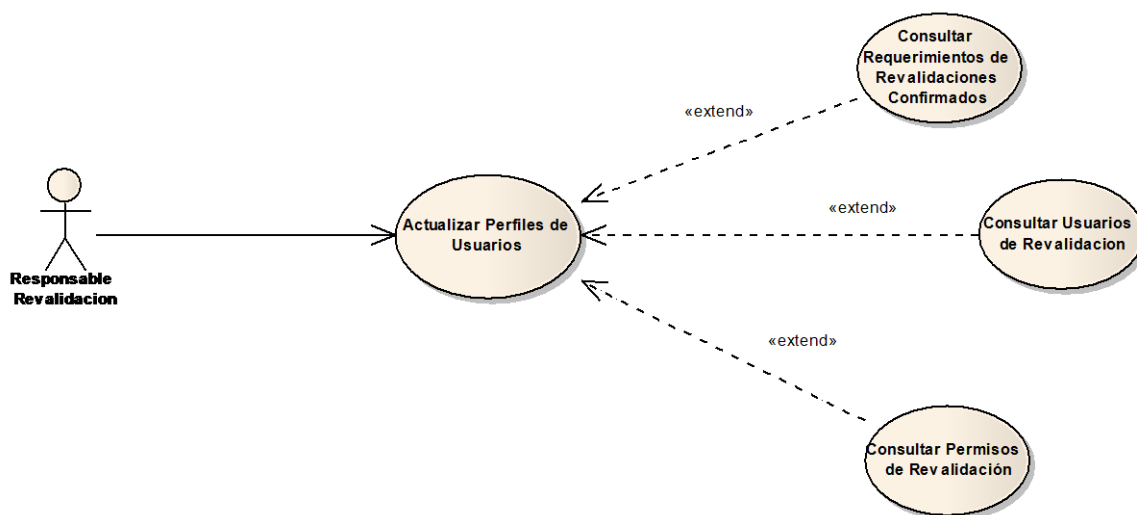 Consultar
Requerimientos de
Revalidaciones
Confirmados
«extend»
Actualizar Perfiles de
Usuarios
«extend»
Consultar Usuarios
de Revalidacion
Responsable
Revalidacion
«extend»
Consultar Permisos
de Revalidación